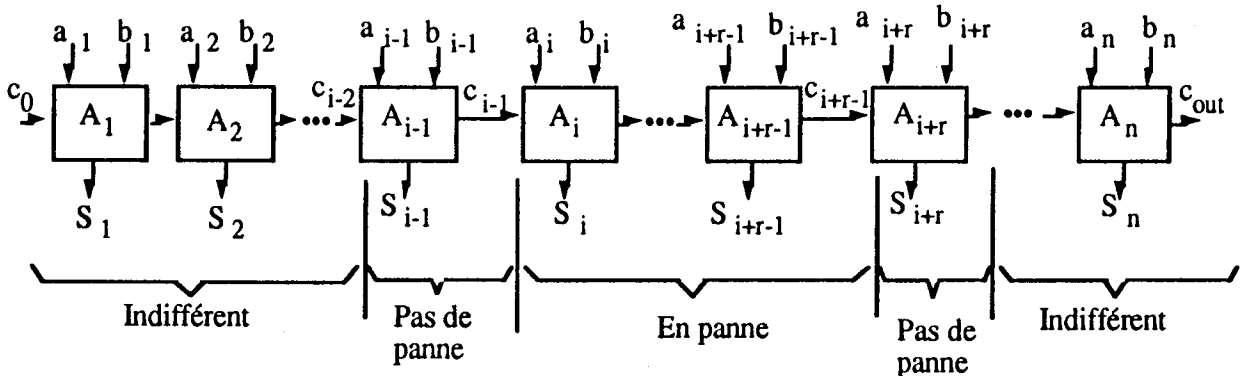 a 1 b 1 a 2 b 2 a i-1 b i-1 a i b i a i+r-1 b i+r-1 a i+r b i+r a n b n
c0 A1 A2 ••• c i-2 A i-1 c i-1 A i ••• A i+r-1 c i+r-1 A i+r ••• A n c out
S 1 S 2 S i-1 S i S i+r-1 S i+r S n
Indifférent Pas de En panne Pas de Indifférent
panne panne